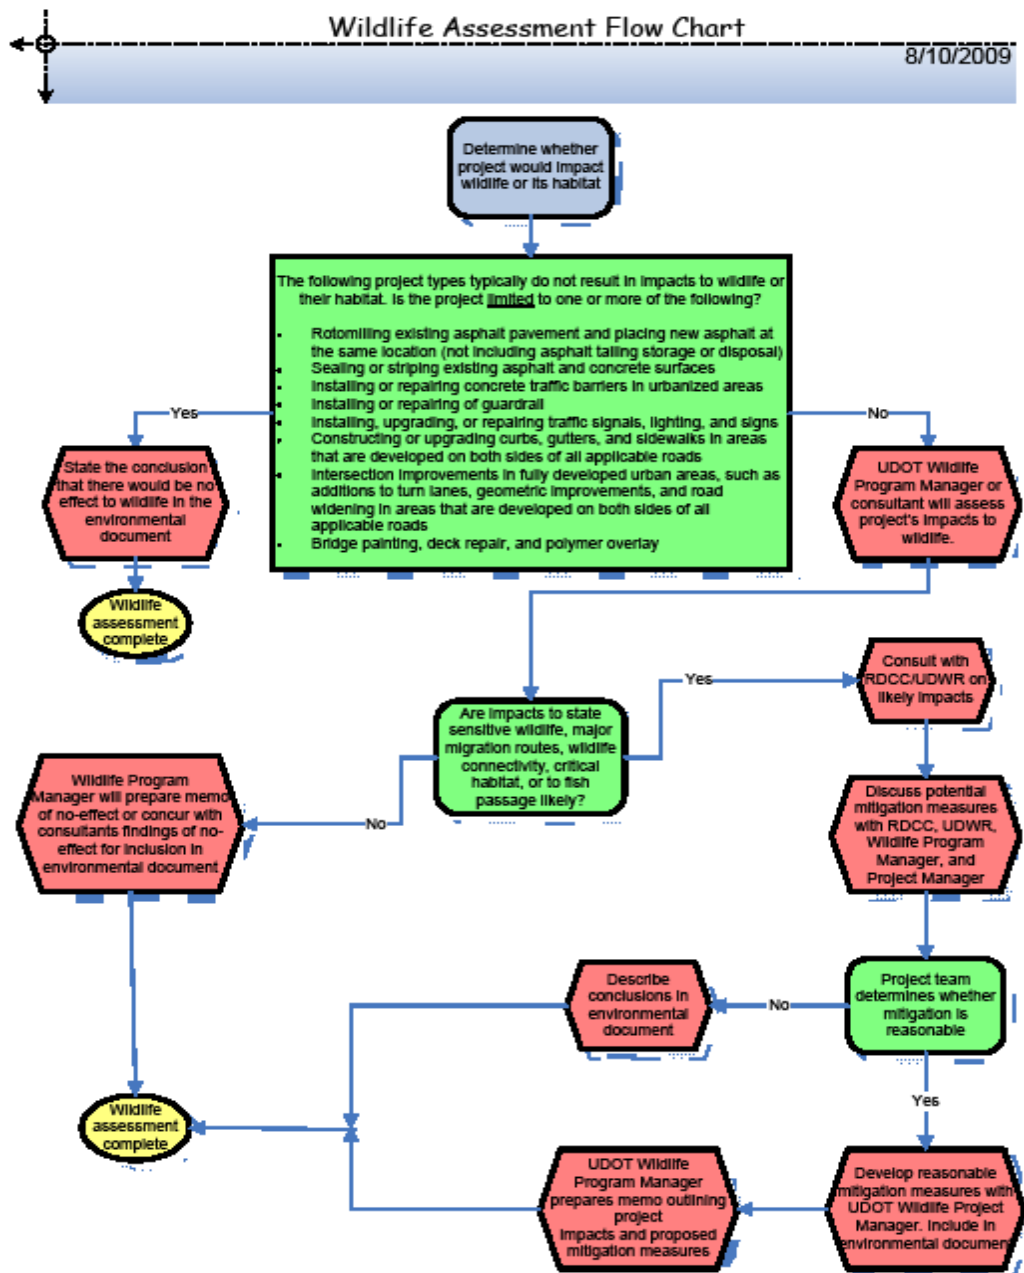 Wildlife Assessment Flow Chart
8/10/2009
Determine whether
project would impact
wildlife or its habitat
The following project types typically do not result in impacts to wildlife or
their habitat. Is the project limited to one or more of the following?
• Rotomilling existing asphalt pavement and placing new asphalt at
the same location (not including asphalt tailing storage or disposal)
• Sealing or striping existing asphalt and concrete surfaces
• Installing or repairing concrete traffic barriers in urbanized areas
• Installing or repairing of guardrail
• Installing, upgrading, or repairing traffic signals, lighting, and signs
• Constructing or upgrading curbs, gutters, and sidewalks in areas
that are developed on both sides of all applicable roads
• Intersection improvements in fully developed urban areas, such as
additions to turn lanes, geometric improvements, and road
widening in areas that are developed on both sides of all
applicable roads
• Bridge painting, deck repair, and polymer overlay
Yes
No
State the conclusion
that there would be no
effect to wildlife in the
environmental
document
UDOT Wildlife
Program Manager or
consultant will assess
project's impacts to
wildlife.
Wildlife
assessment
complete
Consult with
RDCC/UDWR on
likely impacts
Yes
Are impacts to state
sensitive wildlife, major
migration routes, wildlife
connectivity, critical
habitat, or to fish
passage likely?
No
Wildlife Program
Manager will prepare memo
of no-effect or concur with
consultants findings of no-
effect for inclusion in
environmental document
Discuss potential
mitigation measures
with RDCC, UDWR,
Wildlife Program
Manager, and
Project Manager
Project team
determines whether
mitigation is
reasonable
No
Describe
conclusions in
environmental
document
Yes
Wildlife
assessment
complete
UDOT Wildlife
Program Manager
prepares memo outlining
project
impacts and proposed
mitigation measures
Develop reasonable
mitigation measures with
UDOT Wildlife Project
Manager. Include in
environmental document